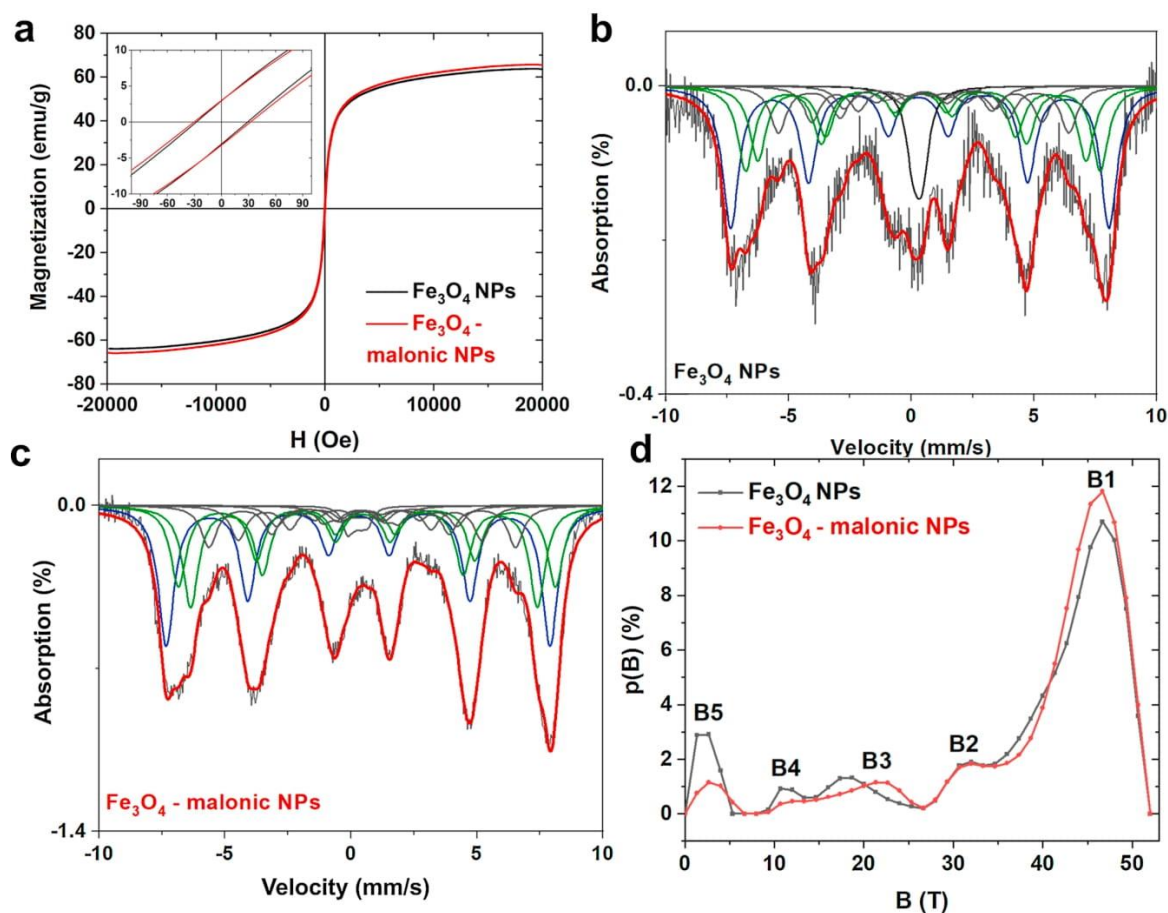 a
Magnetization (emu/g)
80
60
40
20
0
-20
-40
-60
-80
-20000 -10000 0 10000 20000
H (Oe)
10
5
0
-5
-10
-90 -60 -30 0 30 60 90
Fe₃O₄ NPs
Fe₃O₄ -
malonic NPs
b
Absorption (%)
0.0
-0.4
Fe₃O₄ NPs
-10 -5 0 5 10
Velocity (mm/s)
c
Absorption (%)
0.0
-1.4
Fe₃O₄ - malonic NPs
-10 -5 0 5 10
Velocity (mm/s)
d
p(B) (%)
12
10
8
6
4
2
0
Fe₃O₄ NPs
Fe₃O₄ - malonic NPs
B1
B5
B4
B3
B2
0 10 20 30 40 50
B (T)